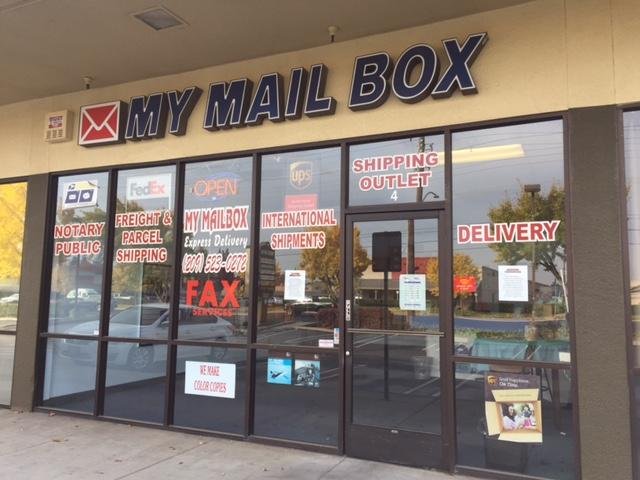 MY MAIL BOX
FedEx
OPEN
ups
SHIPPING
OUTLET
4
NOTARY
PUBLIC
FREIGHT &
PARCEL
SHIPPING
MY MAILBOX
Express Delivery
FAX
SERVICES
INTERNATIONAL
SHIPMENTS
DELIVERY
WE MAKE
COLOR COPIES